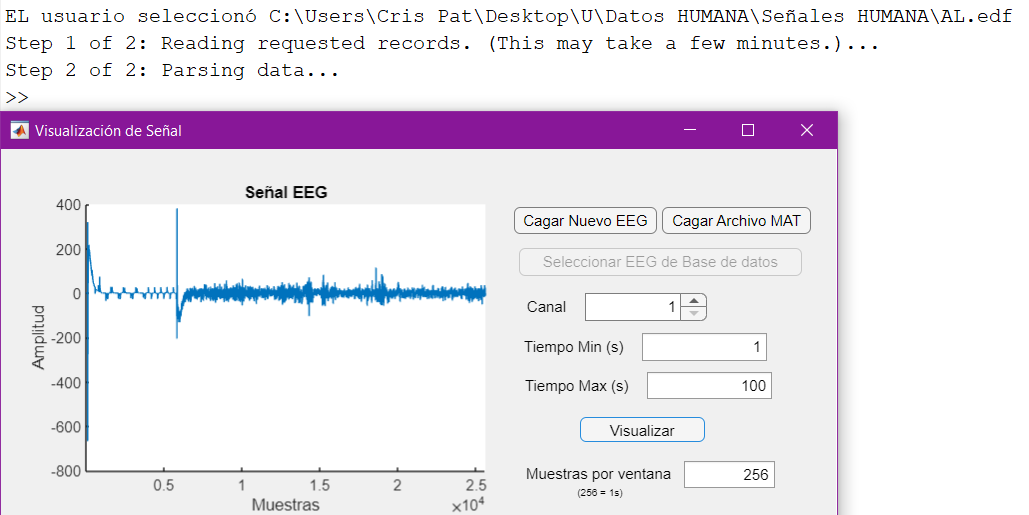 EL usuario seleccionó C:\Users\Cris Pat\Desktop\U\Datos HUMANA\Señales HUMANA\AL.edf
Step 1 of 2: Reading requested records. (This may take a few minutes.)...
Step 2 of 2: Parsing data...
>>
Visualización de Señal
Señal EEG
400
200
0
-200
-400
-600
-800
Amplitud
0.5
1
1.5
2
2.5
×10⁴
Muestras
Cagar Nuevo EEG
Cagar Archivo MAT
Seleccionar EEG de Base de datos
Canal 1
Tiempo Min (s) 1
Tiempo Max (s) 100
Visualizar
Muestras por ventana 256
(256 = 1s)